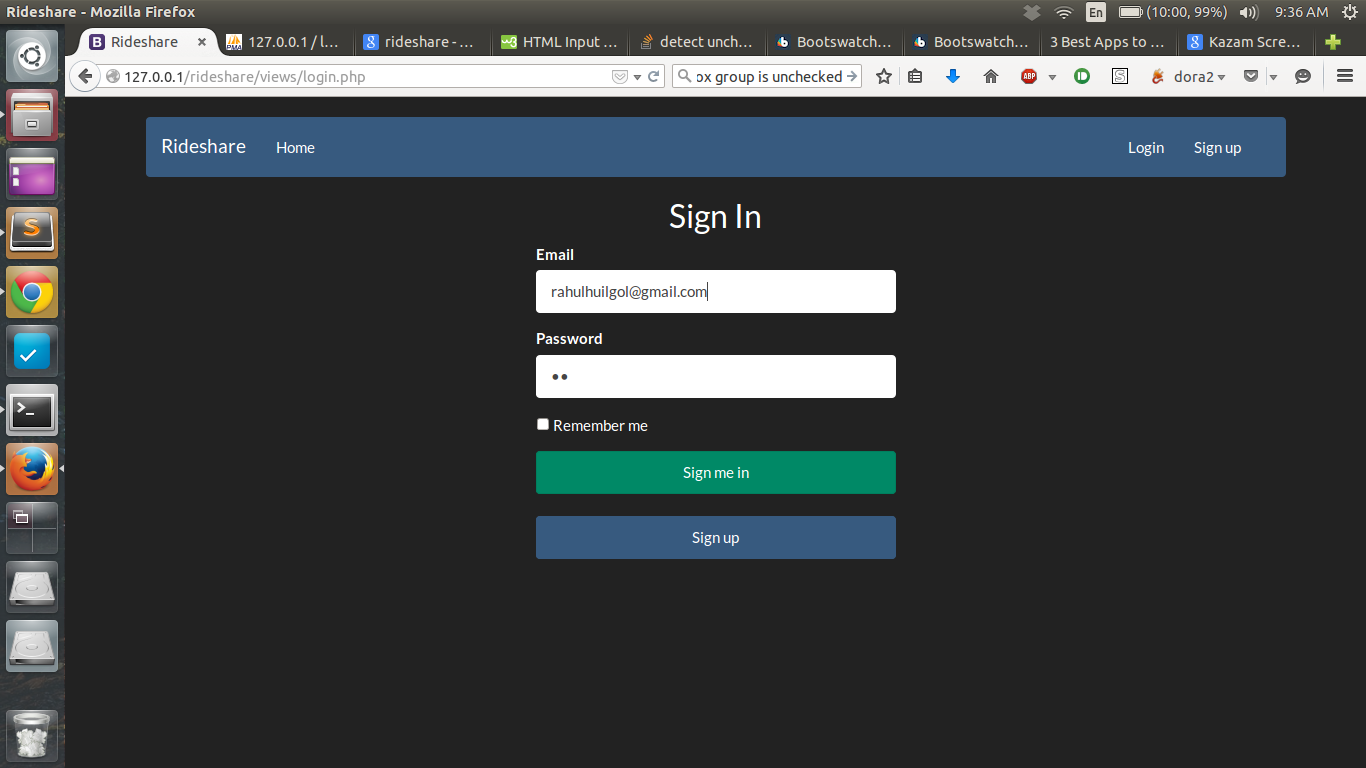 Rideshare - Mozilla Firefox
En (10:00, 99%) 9:36 AM
Rideshare × 127.0.0.1 / l... rideshare - ... HTML Input ... detect unch... Bootswatch... Bootswatch... 3 Best Apps to ... Kazam Scre...
127.0.0.1/rideshare/views/login.php ox group is unchecked ABP S dora2
Rideshare Home Login Sign up
Sign In
Email
rahulhuilgol@gmail.com
Password
••
Remember me
Sign me in
Sign up